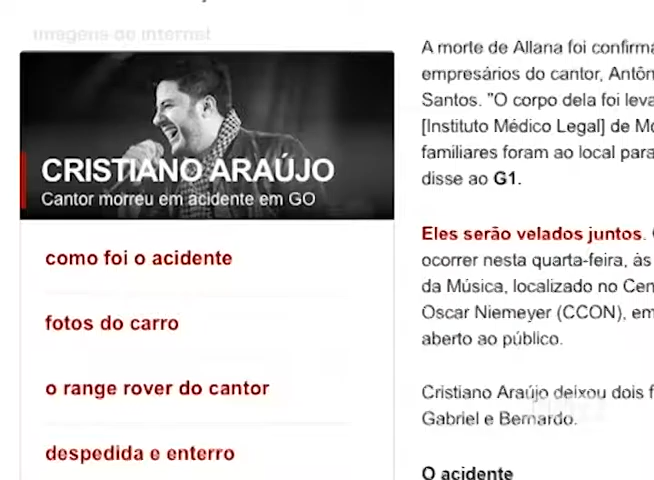 imagens de internet
CRISTIANO ARAÚJO
Cantor morreu em acidente em GO
como foi o acidente
fotos do carro
o range rover do cantor
despedida e enterro
A morte de Allana foi confirma
empresários do cantor, Antôn
Santos. "O corpo dela foi leva
[Instituto Médico Legal] de Mo
familiares foram ao local para
disse ao G1.
Eles serão velados juntos.
ocorrer nesta quarta-feira, às
da Música, localizado no Cen
Oscar Niemeyer (CCON), em
aberto ao público.
Cristiano Araújo deixou dois f
Gabriel e Bernardo.
O acidente